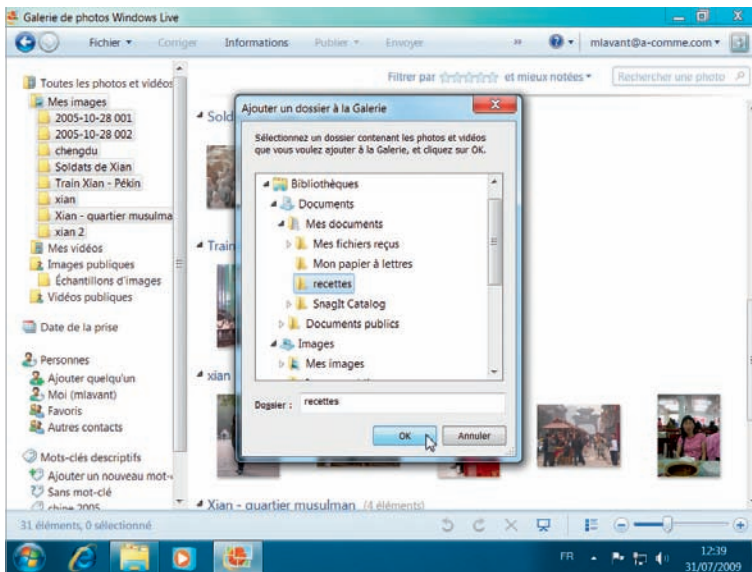 Galerie de photos Windows Live
Fichier Corriger Informations Publier Envoyer » mlavant@a-comme.com
Filtrer par et mieux notées Rechercher une photo
Toutes les photos et vidéos
Mes images
2005-10-28 001
2005-10-28 002
chengdu
Soldats de Xian
Train Xian - Pékin
xian
Xian - quartier musulma
xian 2
Mes vidéos
Images publiques
Échantillons d'images
Vidéos publiques
Date de la prise
Personnes
Ajouter quelqu'un
Moi (mlavant)
Favoris
Autres contacts
Mots-clés descriptifs
Ajouter un nouveau mot-
Sans mot-clé
chine 2005
Sold
Train
xian
Xian - quartier musulman (4 éléments)
Ajouter un dossier à la Galerie
Sélectionnez un dossier contenant les photos et vidéos
que vous voulez ajouter à la Galerie, et cliquez sur OK.
Bibliothèques
Documents
Mes documents
Mes fichiers reçus
Mon papier à lettres
recettes
SnagIt Catalog
Documents publics
Images
Mes images
Dossier : recettes
OK Annuler
31 éléments, 0 sélectionné
FR 12:39
31/07/2009